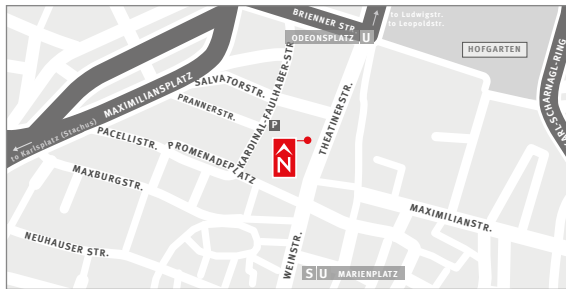 BRIENNER STR.
to Ludwigstr.
to Leopoldstr.
ODEONSPLATZ U
HOFGARTEN
KARL-SCHARNAGL-RING
MAXIMILIANSPLATZ
SALVATORSTR.
KARDINAL-FAULHABER-STR.
PRANNERSTR.
P
THEATINERSTR.
to Karlsplatz (Stachus)
PACELLISTR.
PROMENADEPLATZ
N
MAXBURGSTR.
MAXIMILIANSTR.
NEUHAUSER STR.
WEINSTR.
S U MARIENPLATZ